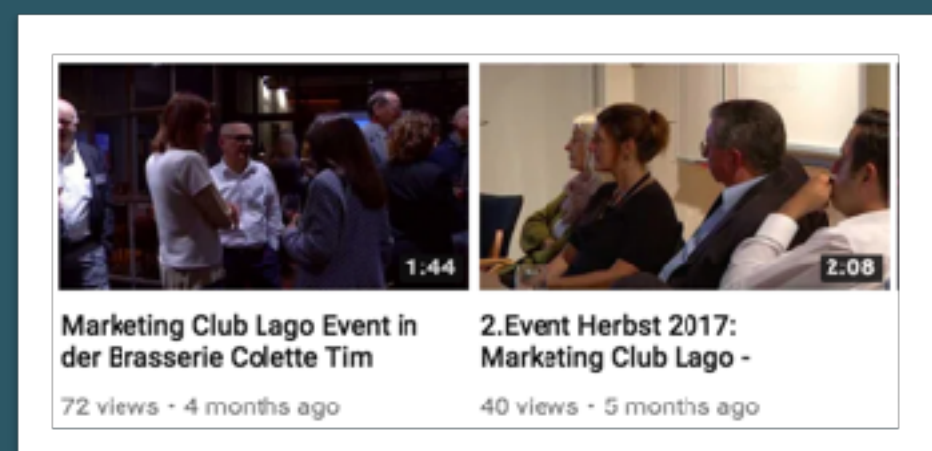 1:44
2:08
Marketing Club Lago Event in
der Brasserie Colette Tim
72 views • 4 months ago
2.Event Herbst 2017:
Marketing Club Lago -
40 views • 5 months ago